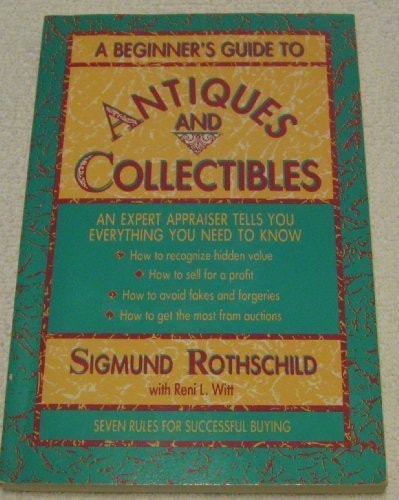 A BEGINNER'S GUIDE TO
ANTIQUES
AND
COLLECTIBLES
AN EXPERT APPRAISER TELLS YOU
EVERYTHING YOU NEED TO KNOW
How to recognize hidden value
How to sell for a profit
How to avoid fakes and forgeries
How to get the most from auctions
SIGMUND ROTHSCHILD
with Reni L. Witt
SEVEN RULES FOR SUCCESSFUL BUYING